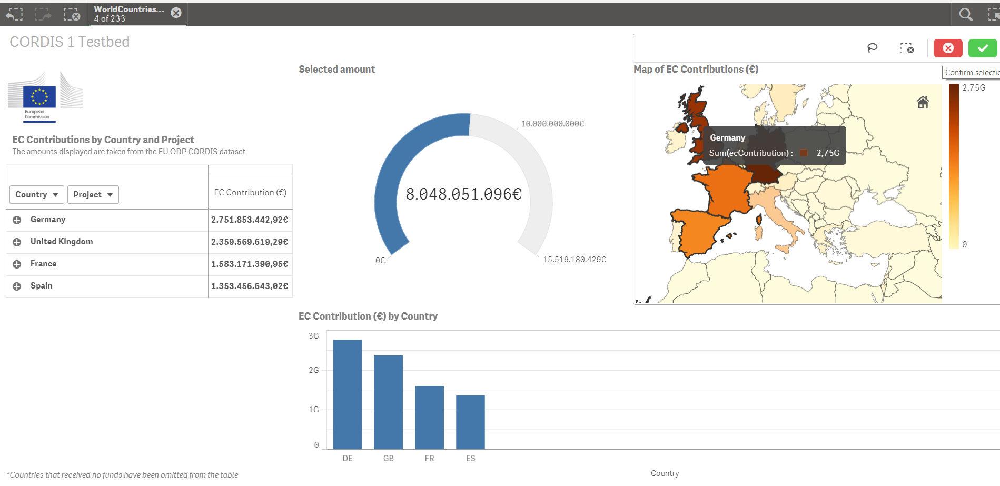 WorldCountries...
4 of 233
CORDIS 1 Testbed
European
Commission
EC Contributions by Country and Project
The amounts displayed are taken from the EU ODP CORDIS dataset
Country
Project
EC Contribution (€)
Germany 2.751.853.442,92€
United Kingdom 2.359.569.619,29€
France 1.583.171.390,95€
Spain 1.353.456.643,02€
*Countries that received no funds have been omitted from the table
Selected amount
10.000.000.000€
8.048.051.096€
0€
15.519.180.429€
Map of EC Contributions (€)
Confirm selectio
2,75G
Germany
Sum(ecContribution) : 2,75G
0
EC Contribution (€) by Country
3G
2G
1G
0
DE GB FR ES
Country